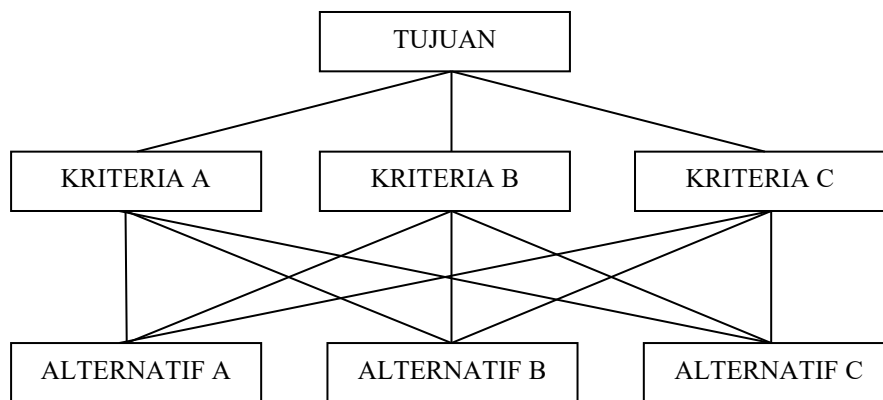 TUJUAN
KRITERIA A
KRITERIA B
KRITERIA C
ALTERNATIF A
ALTERNATIF B
ALTERNATIF C